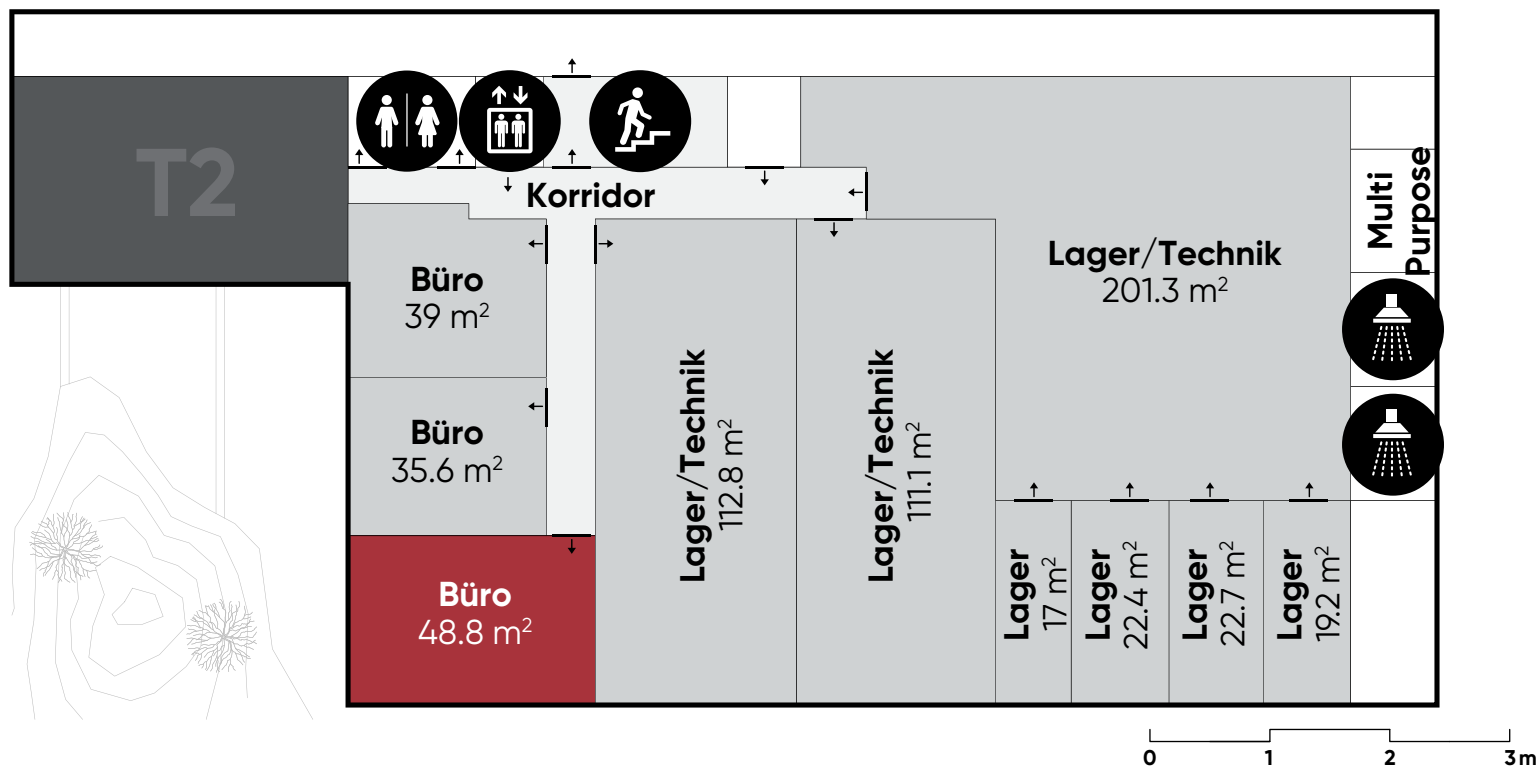 T2
Korridor
Multi
Purpose
Büro
39 m²
Lager/Technik
201.3 m²
Büro
35.6 m²
Lager/Technik
112.8 m²
Lager/Technik
111.1 m²
Büro
48.8 m²
Lager
17 m²
Lager
22.4 m²
Lager
22.7 m²
Lager
19.2 m²
0 1 2 3m